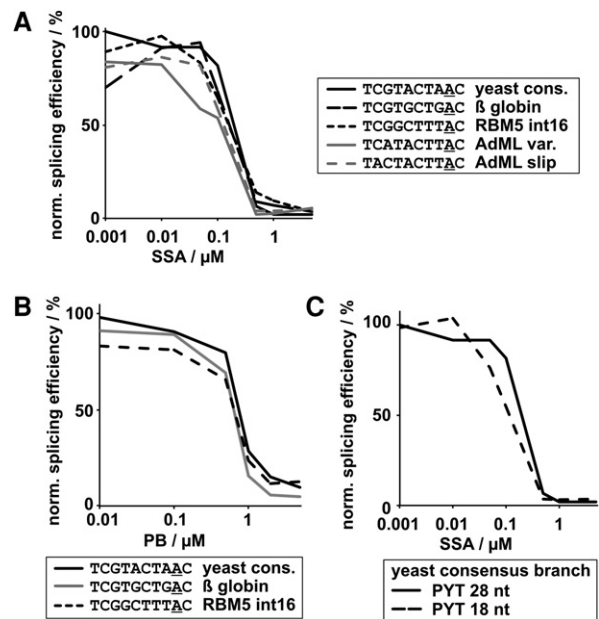 A
norm. splicing efficiency / %
100
50
0
0.001 0.01 0.1 1
SSA / µM
TCGTACTAAC yeast cons.
TCGTGCTGAC ß globin
TCGGCTTTAC RBM5 int16
TCATACTTAC AdML var.
TACTACTTAC AdML slip
B
norm. splicing efficiency / %
100
50
0
0.01 0.1 1
PB / µM
TCGTACTAAC yeast cons.
TCGTGCTGAC ß globin
TCGGCTTTAC RBM5 int16
C
norm. splicing efficiency / %
100
50
0
0.001 0.01 0.1 1
SSA / µM
yeast consensus branch
PYT 28 nt
PYT 18 nt